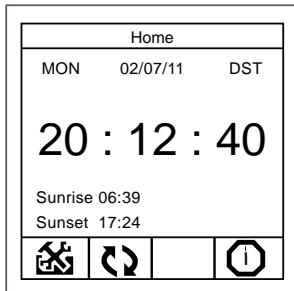 Home
MON 02/07/11 DST
20 : 12 : 40
Sunrise 06:39
Sunset 17:24
i